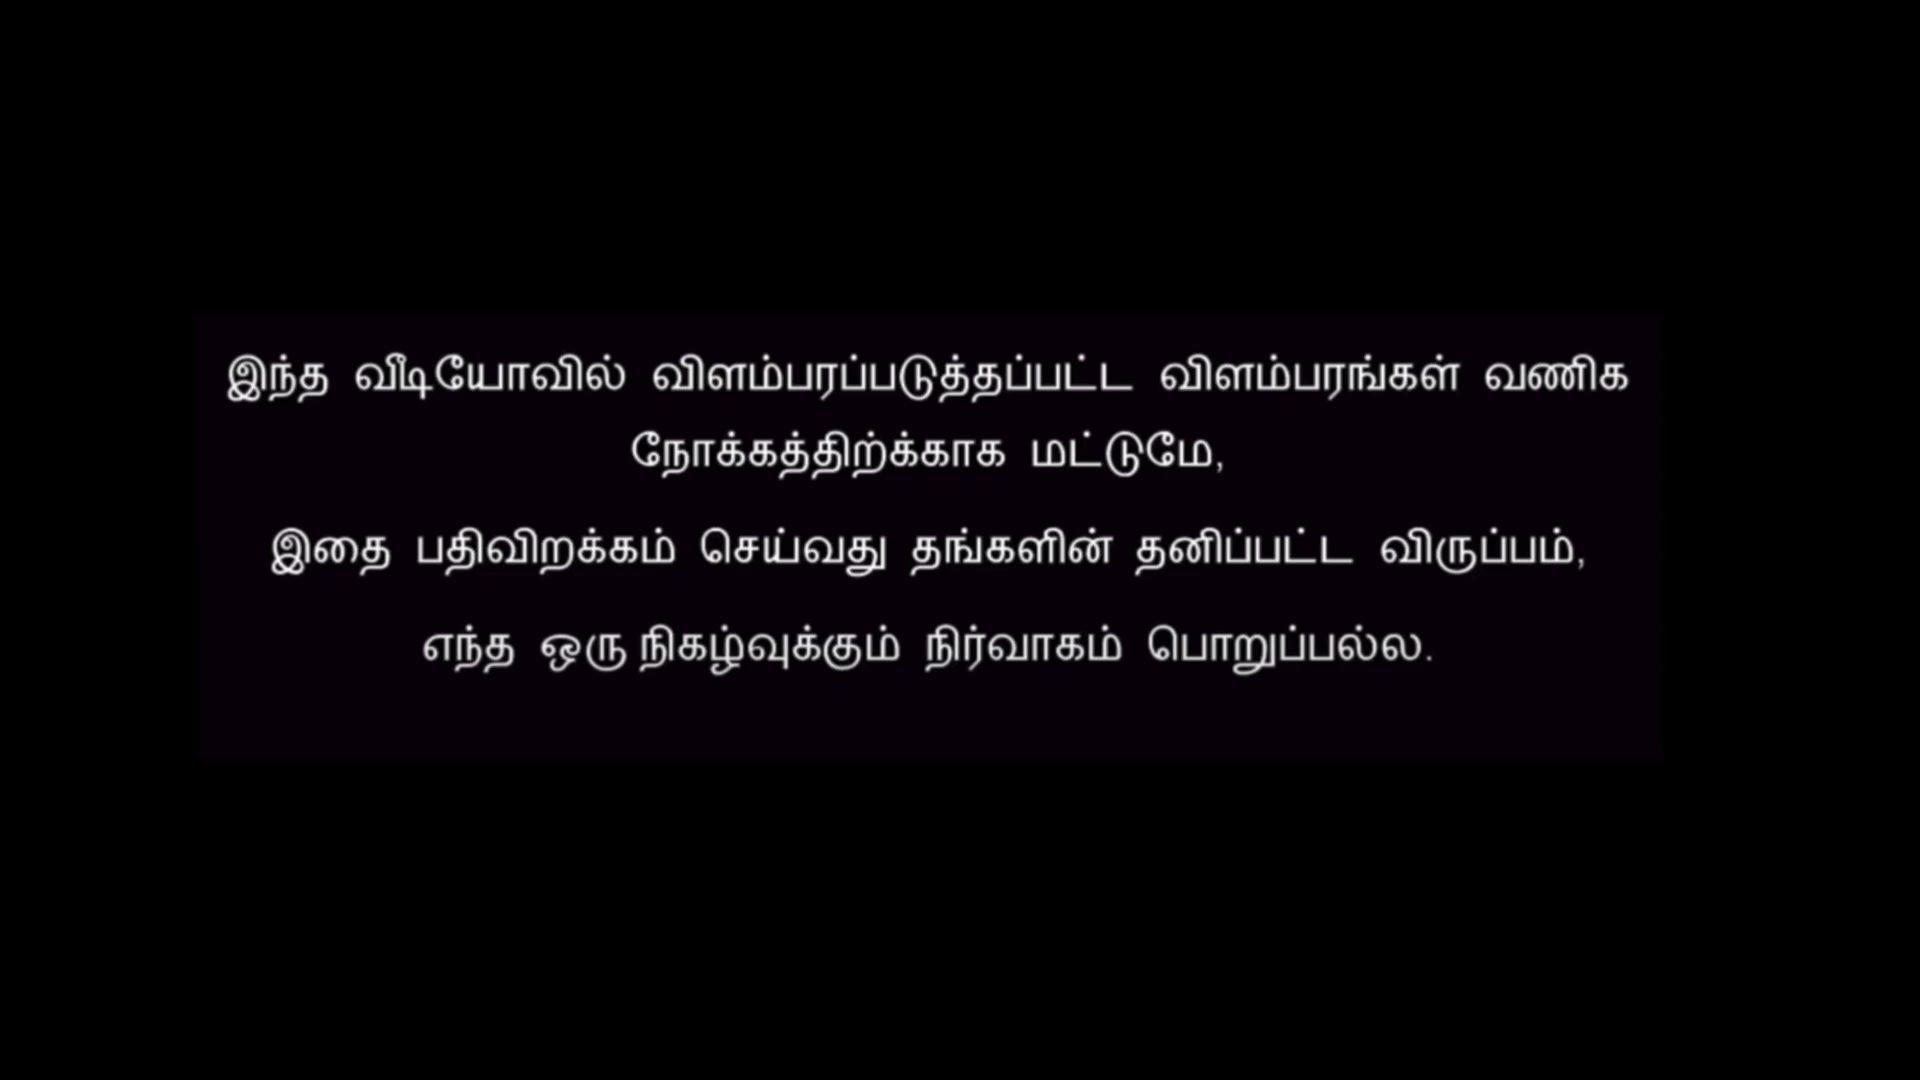 இந்த வீடியோவில் விளம்பரப்படுத்தப்பட்ட விளம்பரங்கள் வணிக
நோக்கத்திற்க்காக மட்டுமே,
இதை பதிவிறக்கம் செய்வது தங்களின் தனிப்பட்ட விருப்பம்,
எந்த ஒரு நிகழ்வுக்கும் நிர்வாகம் பொறுப்பல்ல.